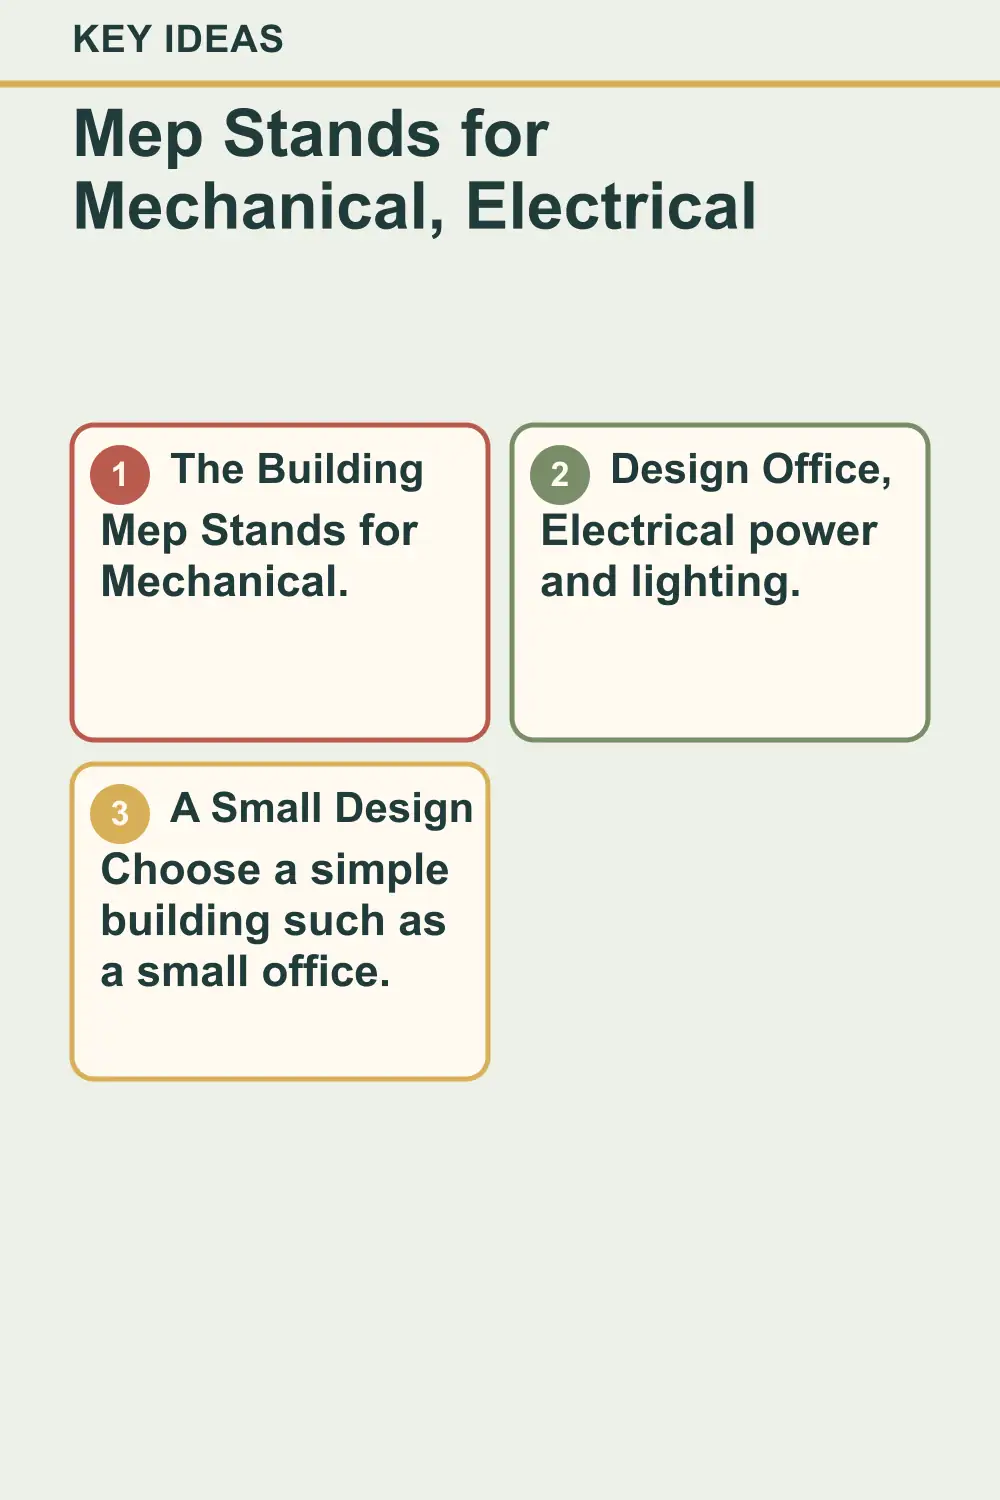 KEY IDEAS
Mep Stands for
Mechanical, Electrical
1 The Building
Mep Stands for
Mechanical.
2 Design Office,
Electrical power
and lighting.
3 A Small Design
Choose a simple
building such as
a small office.